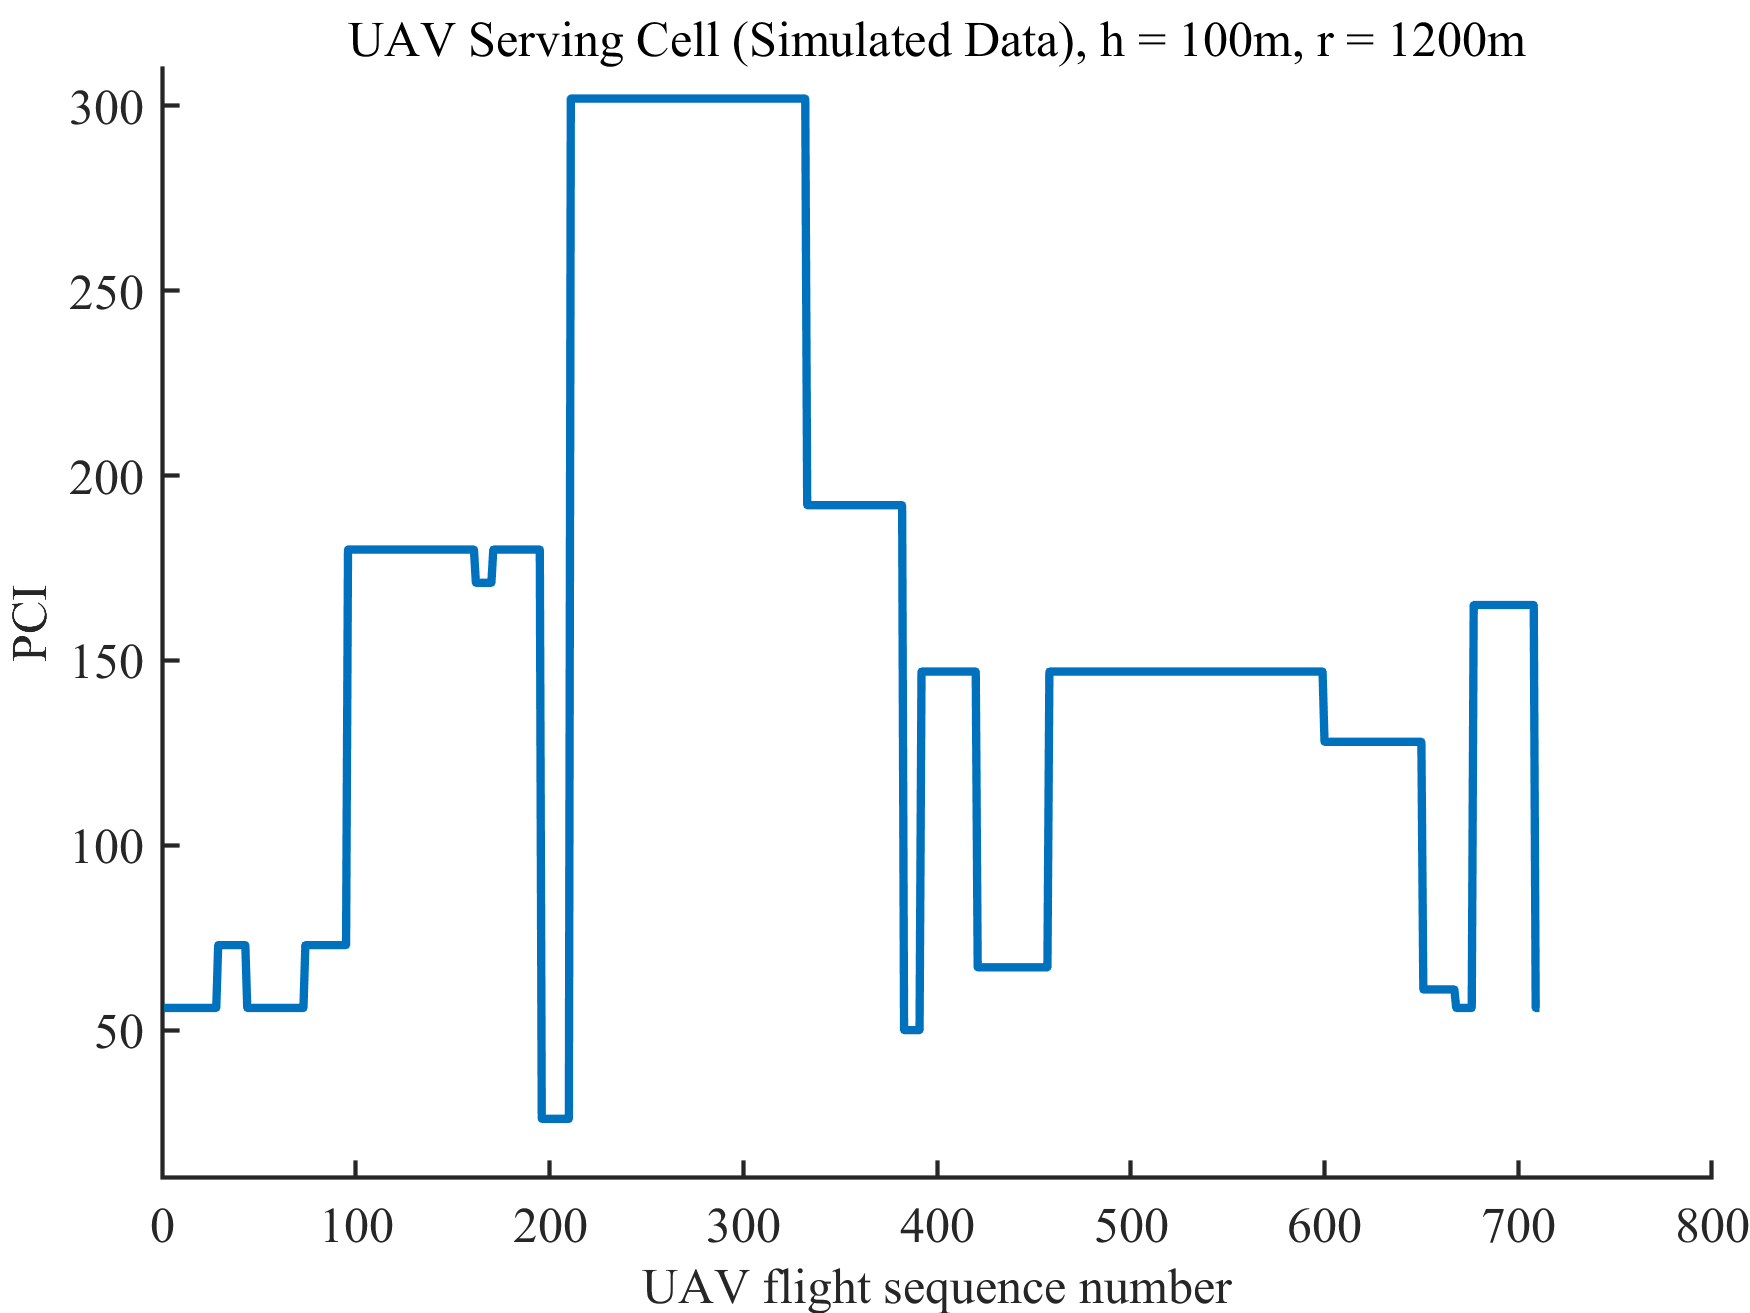 UAV Serving Cell (Simulated Data), h = 100m, r = 1200m
300
250
200
150
100
50
PCI
0 100 200 300 400 500 600 700 800
UAV flight sequence number